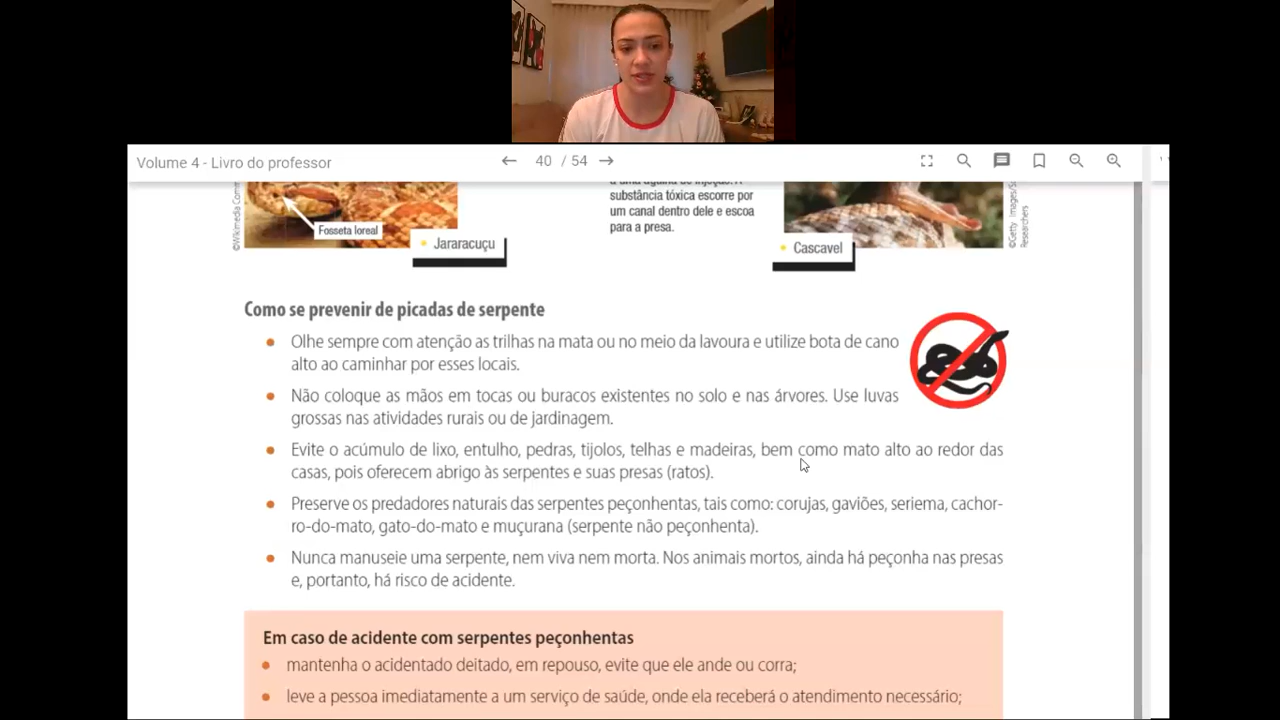 Volume 4 - Livro do professor
40 / 54
substância tóxica escorre por
um canal dentro dele e escoa
para a presa.
Fosseta loreal
Jararacuçu
Cascavel
©Wikimedia Comm
©Getty Images/Sc
Researchers
Como se prevenir de picadas de serpente
Olhe sempre com atenção as trilhas na mata ou no meio da lavoura e utilize bota de cano
alto ao caminhar por esses locais.
Não coloque as mãos em tocas ou buracos existentes no solo e nas árvores. Use luvas
grossas nas atividades rurais ou de jardinagem.
Evite o acúmulo de lixo, entulho, pedras, tijolos, telhas e madeiras, bem como mato alto ao redor das
casas, pois oferecem abrigo às serpentes e suas presas (ratos).
Preserve os predadores naturais das serpentes peçonhentas, tais como: corujas, gaviões, seriema, cachor-
ro-do-mato, gato-do-mato e muçurana (serpente não peçonhenta).
Nunca manuseie uma serpente, nem viva nem morta. Nos animais mortos, ainda há peçonha nas presas
e, portanto, há risco de acidente.
Em caso de acidente com serpentes peçonhentas
mantenha o acidentado deitado, em repouso, evite que ele ande ou corra;
leve a pessoa imediatamente a um serviço de saúde, onde ela receberá o atendimento necessário;